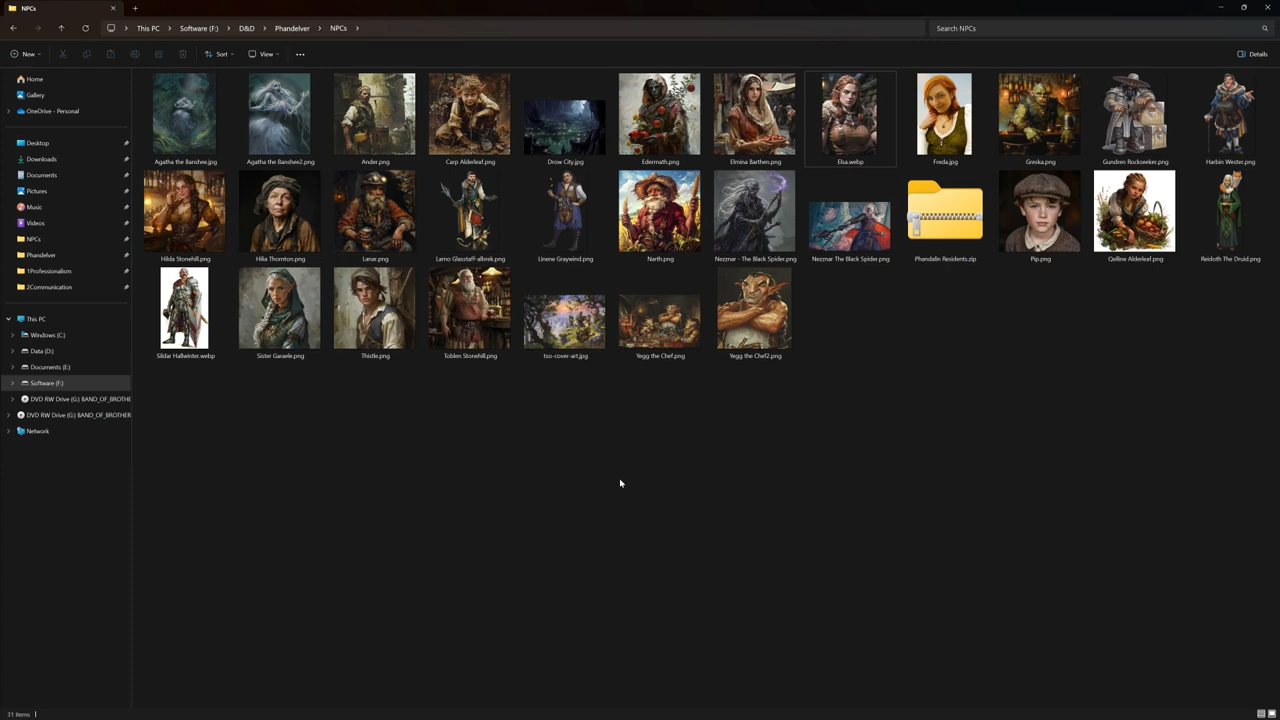 NPCs
This PC
Software (F:)
D&D
Phandelver
NPCs
Search NPCs
New
Sort
View
Details
Home
Gallery
OneDrive - Personal
Desktop
Downloads
Documents
Pictures
Music
Videos
NPCs
Phandelver
1Professionalism
2Communication
This PC
Windows (C:)
Data (D:)
Documents (E:)
Software (F:)
DVD RW Drive (G:) BAND_OF_BROTHE
DVD RW Drive (G:) BAND_OF_BROTHER
Network
Agatha the Banshee.jpg
Agatha the Banshee2.png
Ander.png
Carp Alderleaf.png
Drow City.jpg
Edermath.png
Elmina Barthen.png
Elsa.webp
Freda.jpg
Greska.png
Gundren Rockseeker.png
Harbin Wester.png
Hilda Stonehill.png
Hilia Thornton.png
Lanar.png
Larno Glasstaff-albrek.png
Linene Graywind.png
Narth.png
Nezznar - The Black Spider.png
Nezznar The Black Spider.png
Phandalin Residents.zip
Pip.png
Qelline Alderleaf.png
Reidoth The Druid.png
Sildar Hallwinter.webp
Sister Garaele.png
Thistle.png
Toblen Stonehill.png
tso-cover-art.jpg
Yegg the Chef.png
Yegg the Chef2.png
31 items